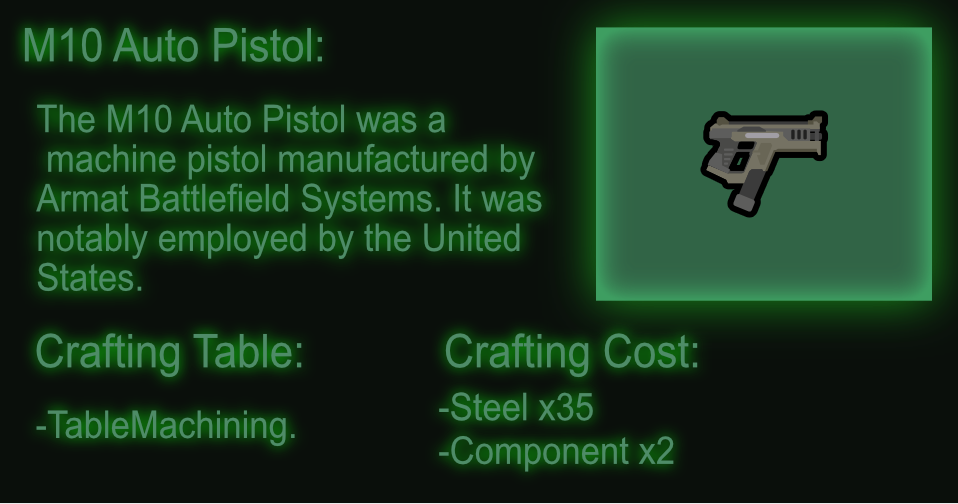 M10 Auto Pistol:
The M10 Auto Pistol was a
machine pistol manufactured by
Armat Battlefield Systems. It was
notably employed by the United
States.
Crafting Table:
-TableMachining.
Crafting Cost:
-Steel x35
-Component x2